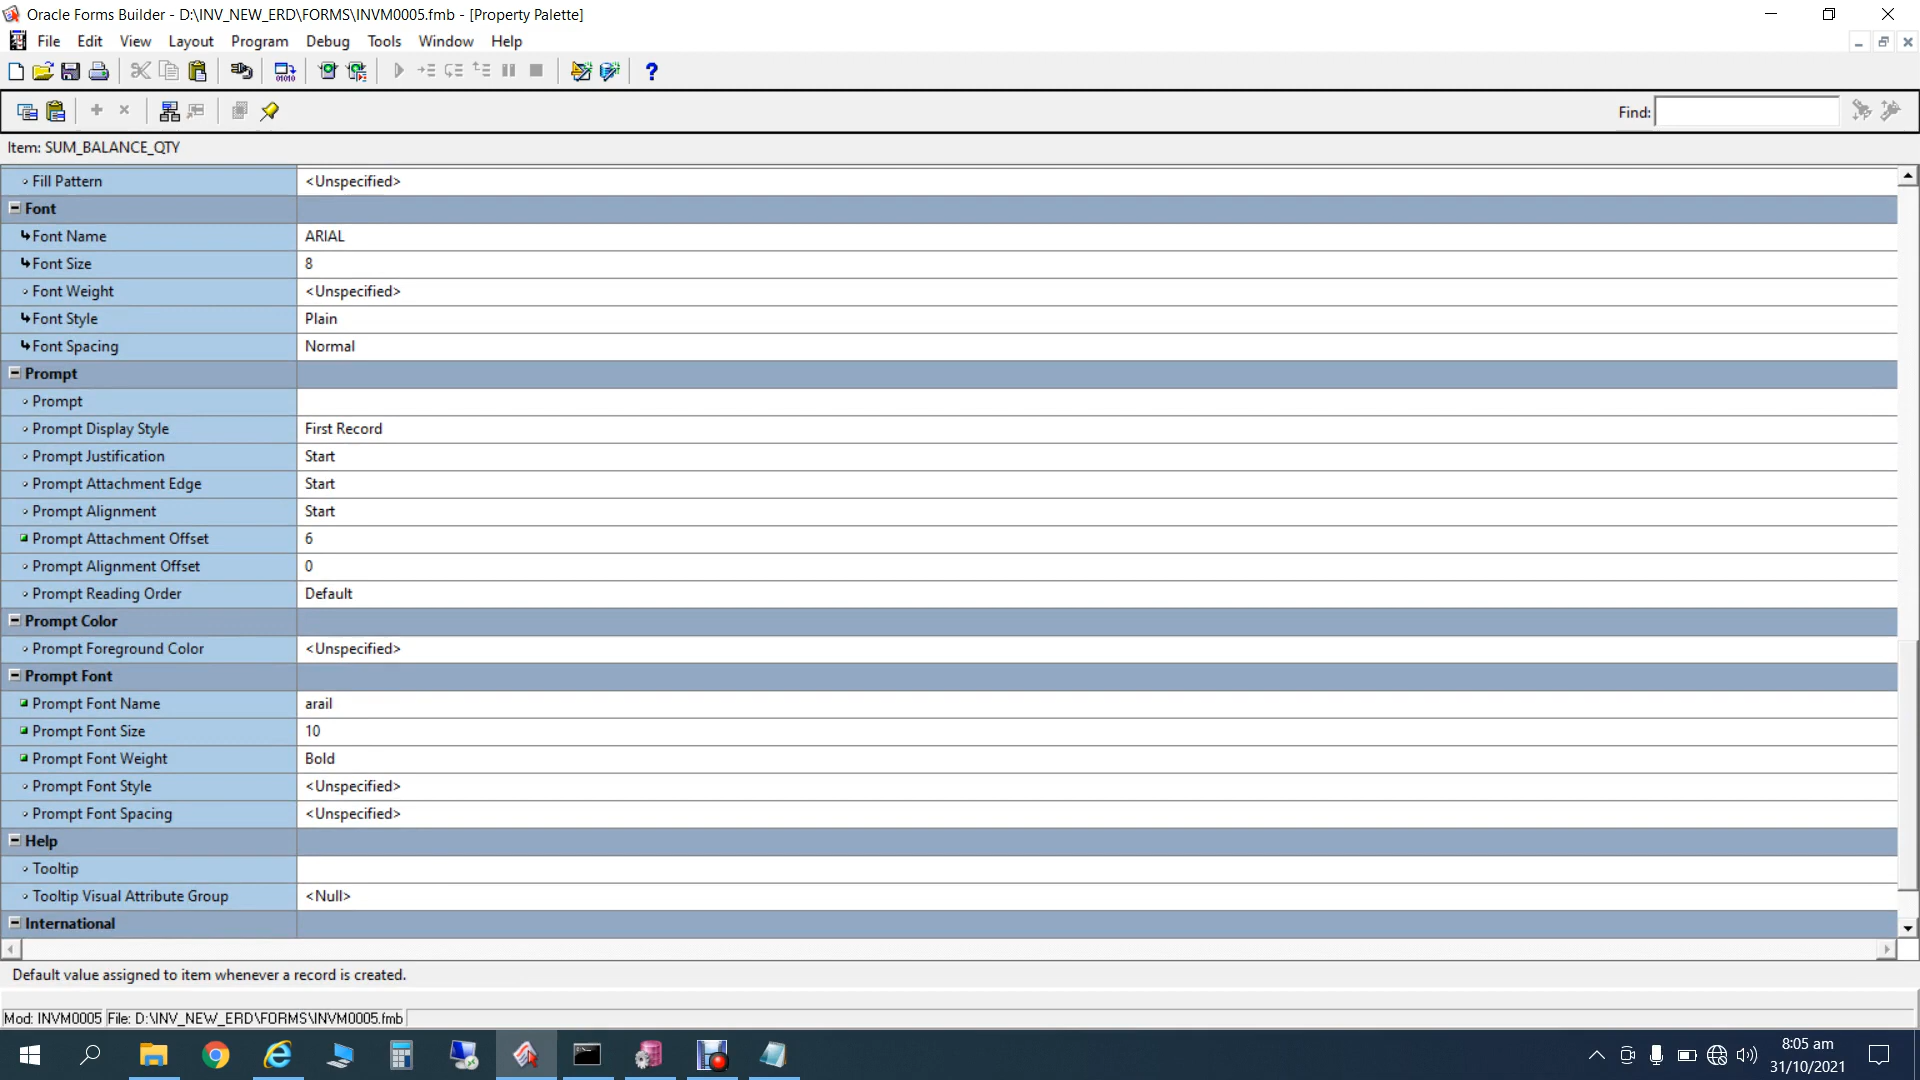 Oracle Forms Builder - D:\INV_NEW_ERD\FORMS\INVM0005.fmb - [Property Palette]
File Edit View Layout Program Debug Tools Window Help
Find:
Item: SUM_BALANCE_QTY
Fill Pattern <Unspecified>
Font
Font Name ARIAL
Font Size 8
Font Weight <Unspecified>
Font Style Plain
Font Spacing Normal
Prompt
Prompt
Prompt Display Style First Record
Prompt Justification Start
Prompt Attachment Edge Start
Prompt Alignment Start
Prompt Attachment Offset 6
Prompt Alignment Offset 0
Prompt Reading Order Default
Prompt Color
Prompt Foreground Color <Unspecified>
Prompt Font
Prompt Font Name arail
Prompt Font Size 10
Prompt Font Weight Bold
Prompt Font Style <Unspecified>
Prompt Font Spacing <Unspecified>
Help
Tooltip
Tooltip Visual Attribute Group <Null>
International
Default value assigned to item whenever a record is created.
Mod: INVM0005 File: D:\INV_NEW_ERD\FORMS\INVM0005.fmb
8:05 am
31/10/2021